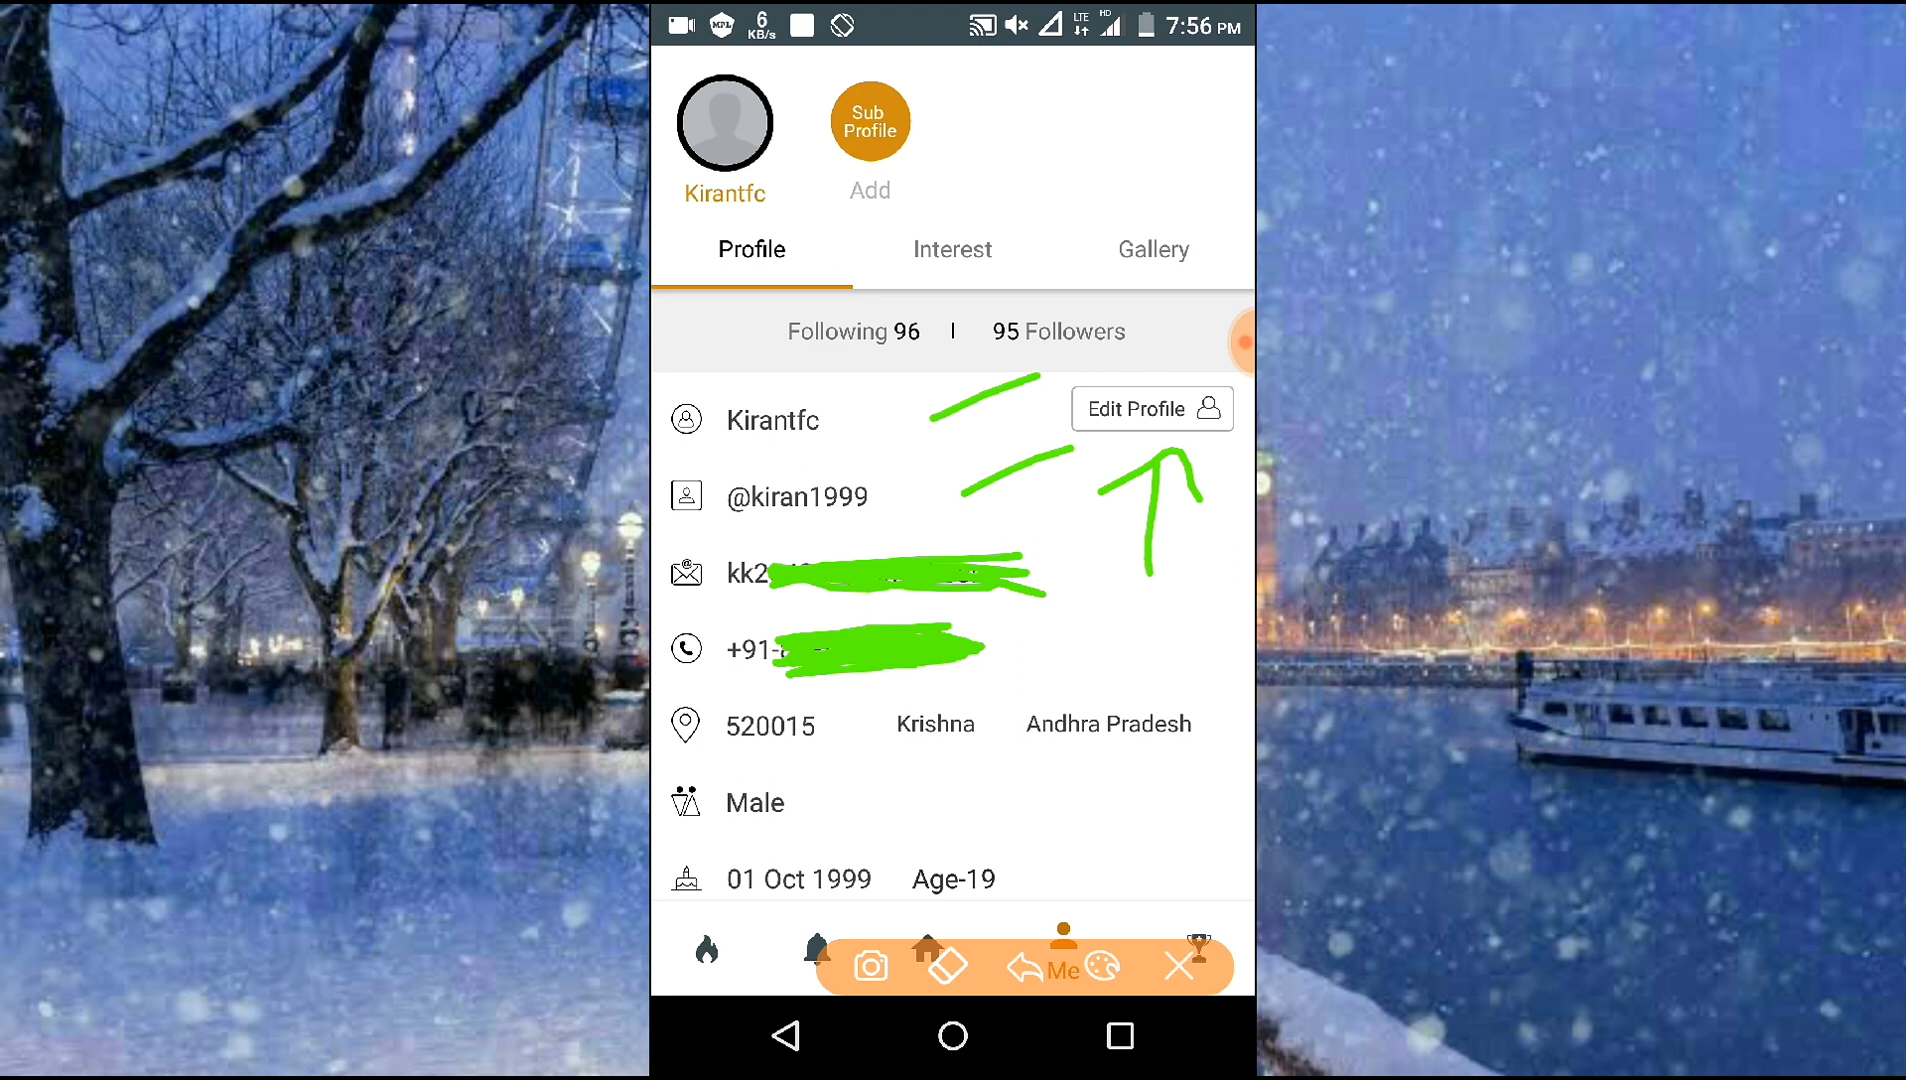 MPL 6 KB/s LTE HD 7:56 PM
Sub
Profile
Kirantfc Add
Profile Interest Gallery
Following 96 | 95 Followers
Kirantfc Edit Profile
@kiran1999
kk2
+91-
520015 Krishna Andhra Pradesh
Male
01 Oct 1999 Age-19
Me